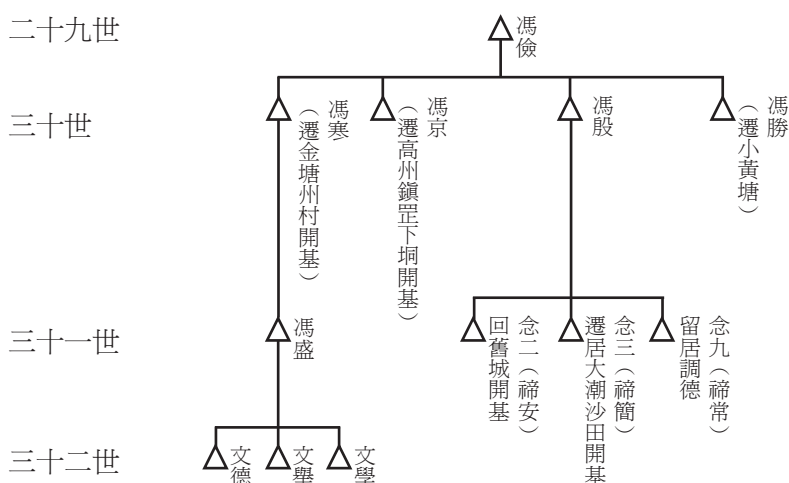 二十九世
馮儉
三十世
馮勝
（遷小黃塘）
馮殷
馮京
（遷高州鎮罡下垌開基）
馮寒
（遷金塘州村開基）
三十一世
念九（禘常）
留居調德
念三（禘簡）
遷居大潮沙田開基
念二（禘安）
回舊城開基
馮盛
三十二世
文學
文舉
文德